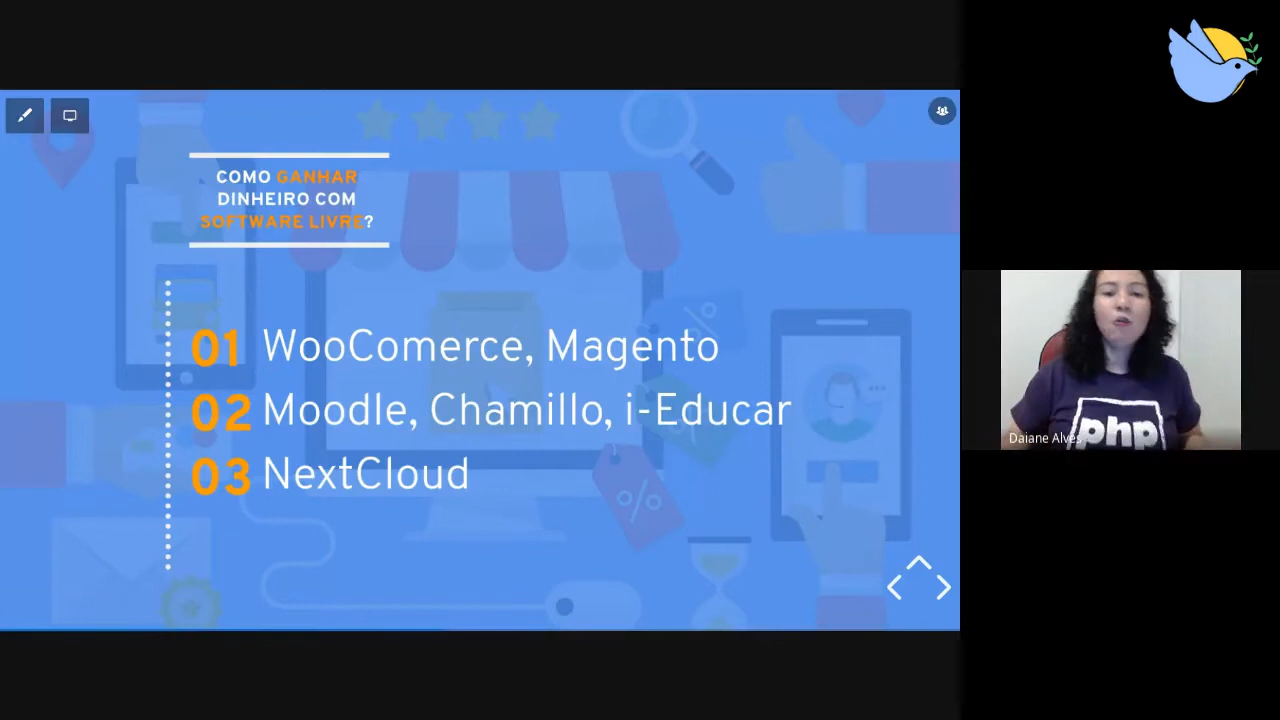 COMO GANHAR
DINHEIRO COM
SOFTWARE LIVRE?
01 WooComerce, Magento
02 Moodle, Chamillo, i-Educar
03 NextCloud
php
Daiane Alves